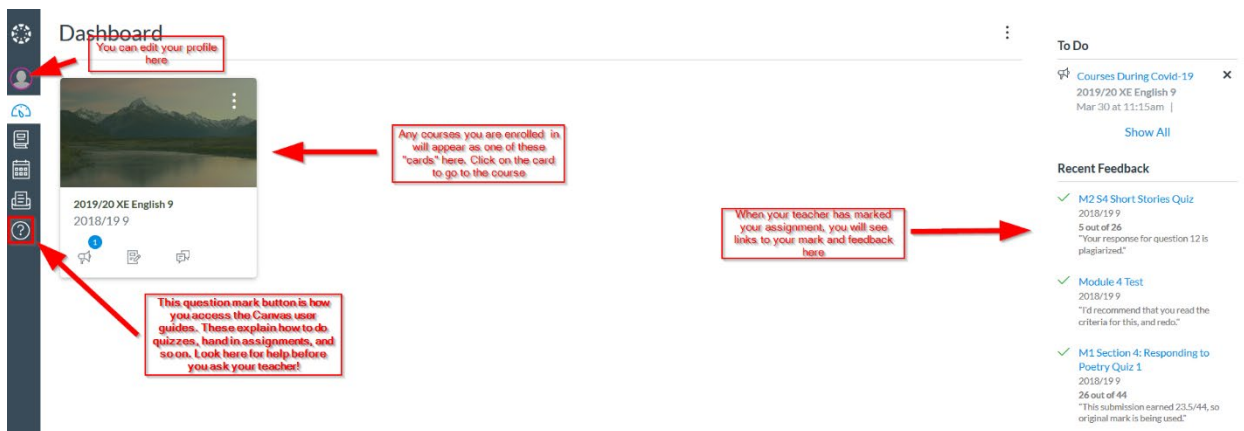 Dashboard
You can edit your profile
here
2019/20 XE English 9
2018/19 9
1
This question mark button is how
you access the Canvas user
guides. These explain how to do
quizzes, hand in assignments, and
so on. Look here for help before
you ask your teacher!
Any courses you are enrolled in
will appear as one of these
"cards" here. Click on the card
to go to the course
When your teacher has marked
your assignment, you will see
links to your mark and feedback
here
To Do
Courses During Covid-19
2019/20 XE English 9
Mar 30 at 11:15am |
Show All
Recent Feedback
M2 S4 Short Stories Quiz
2018/19 9
5 out of 26
"Your response for question 12 is
plagiarized."
Module 4 Test
2018/19 9
"I'd recommend that you read the
criteria for this, and redo."
M1 Section 4: Responding to
Poetry Quiz 1
2018/19 9
26 out of 44
"This submission earned 23.5/44, so
original mark is being used."